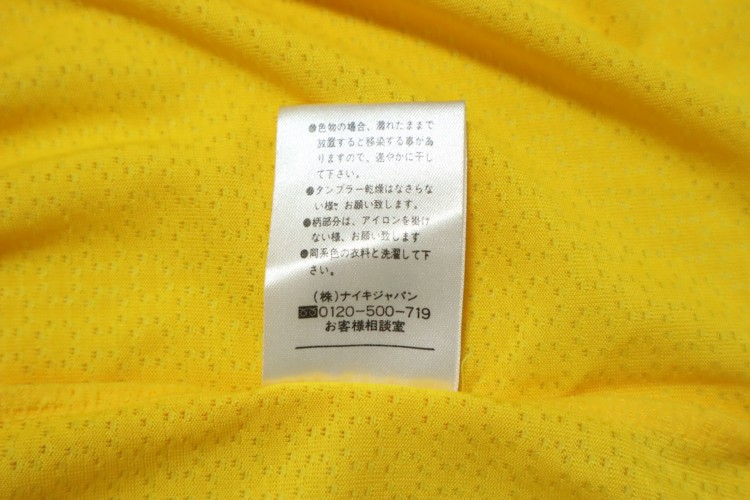 ●色物の場合、濡れたままで
放置すると移染する事があ
りますので、速やかに干し
て下さい。
●タンブラー乾燥はなさらな
い様、お願い致します。
●柄部分は、アイロンを掛け
ない様、お願い致します
●同系色の衣料と洗濯して下
さい。
(株)ナイキジャパン
0120-500-719
お客様相談室